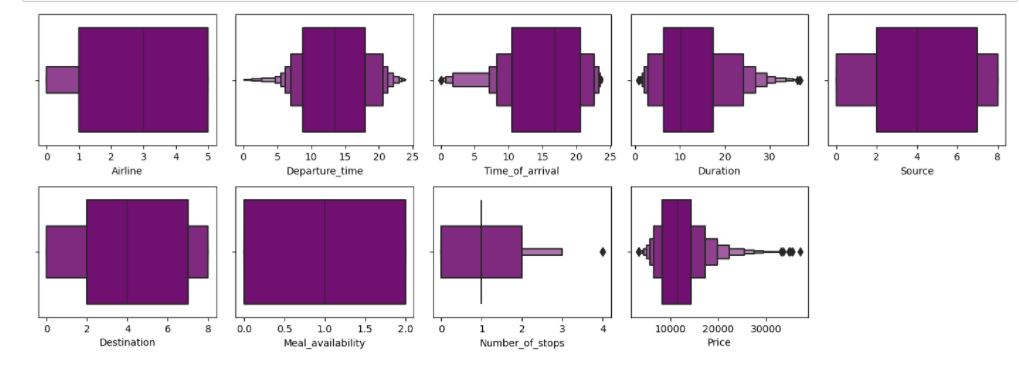 0 1 2 3 4 5
Airline
0 5 10 15 20 25
Departure_time
0 5 10 15 20 25
Time_of_arrival
0 10 20 30
Duration
0 2 4 6 8
Source
0 2 4 6 8
Destination
0.0 0.5 1.0 1.5 2.0
Meal_availability
0 1 2 3 4
Number_of_stops
10000 20000 30000
Price